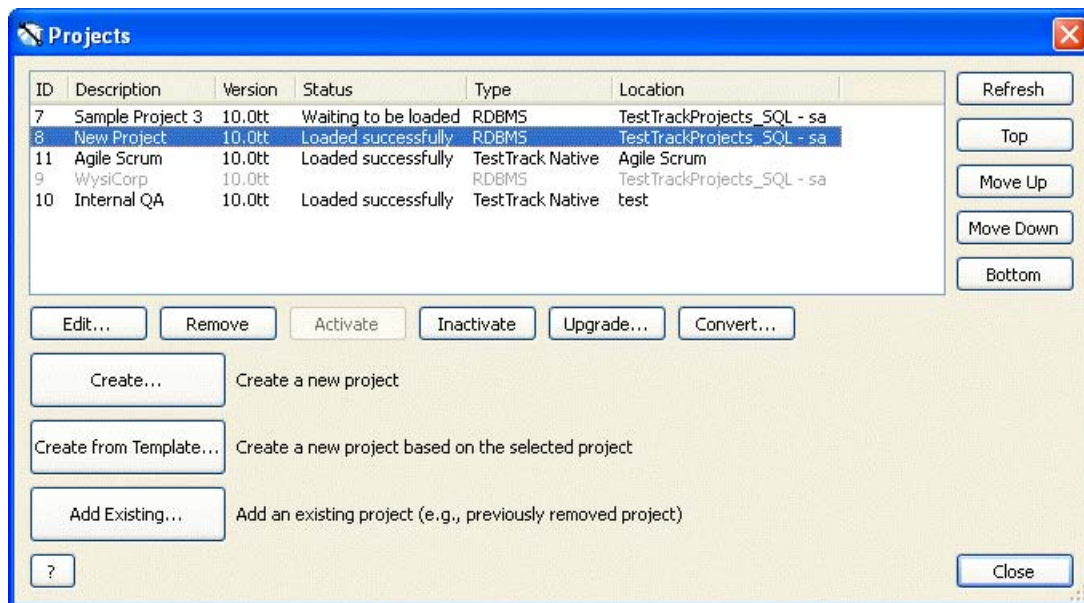 Projects
ID Description Version Status Type Location
7 Sample Project 3 10.0tt Waiting to be loaded RDBMS TestTrackProjects_SQL - sa
8 New Project 10.0tt Loaded successfully RDBMS TestTrackProjects_SQL - sa
11 Agile Scrum 10.0tt Loaded successfully TestTrack Native Agile Scrum
9 WysiCorp 10.0tt RDBMS TestTrackProjects_SQL - sa
10 Internal QA 10.0tt Loaded successfully TestTrack Native test
Refresh
Top
Move Up
Move Down
Bottom
Edit... Remove Activate Inactivate Upgrade... Convert...
Create... Create a new project
Create from Template... Create a new project based on the selected project
Add Existing... Add an existing project (e.g., previously removed project)
? Close